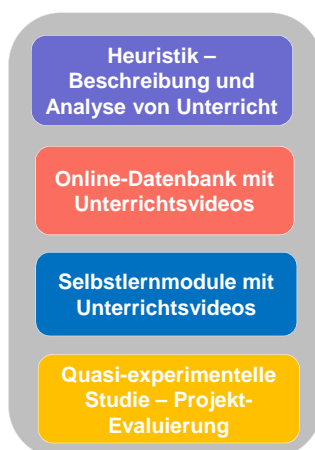 Heuristik –
Beschreibung und
Analyse von Unterricht
Online-Datenbank mit
Unterrichtsvideos
Selbstlernmodule mit
Unterrichtsvideos
Quasi-experimentelle
Studie – Projekt-
Evaluierung